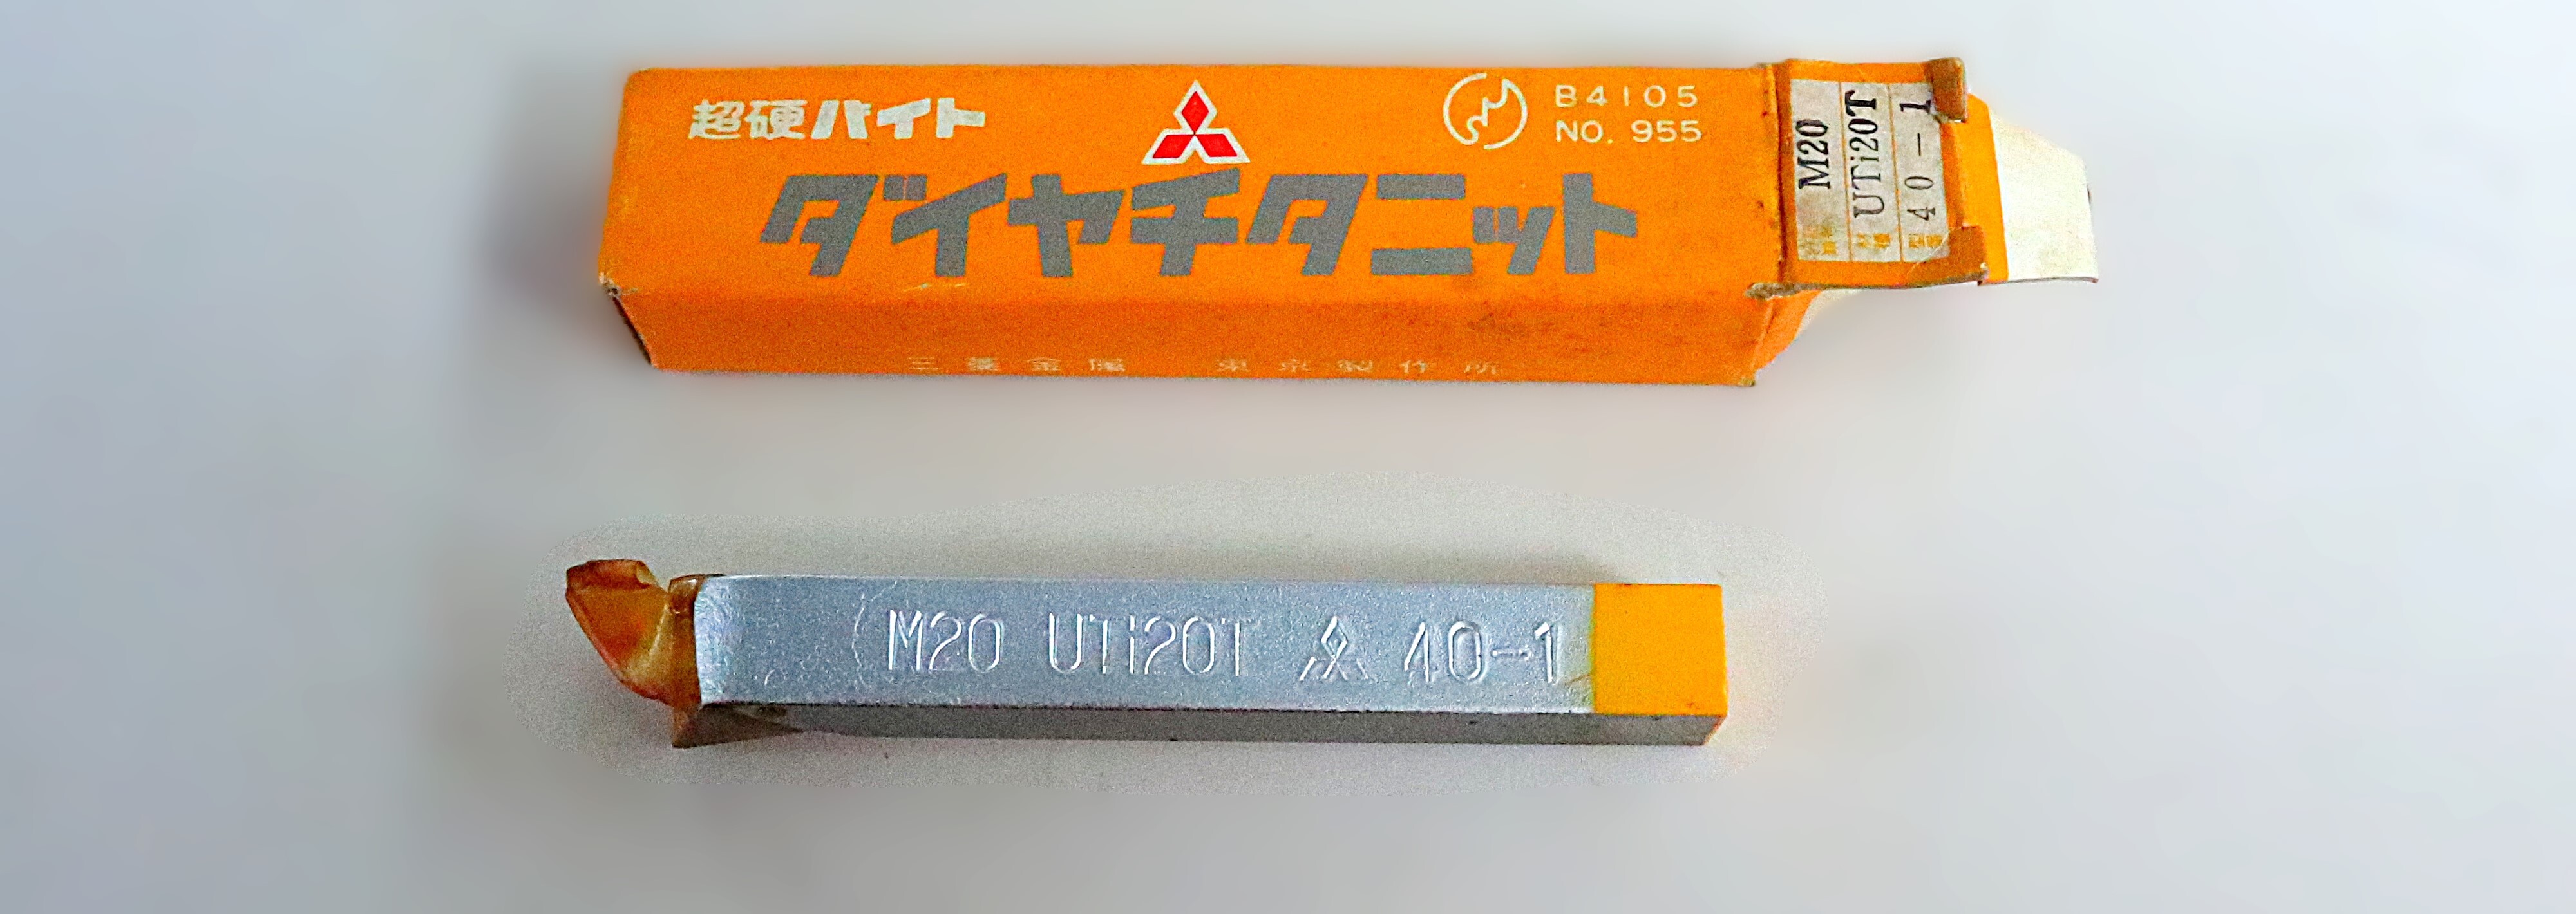 超硬バイト
B4105
NO. 955
ダイヤチタニット
三菱金属 東京製作所
M20
UTi20T
40-1
M20 UTi20T 40-1